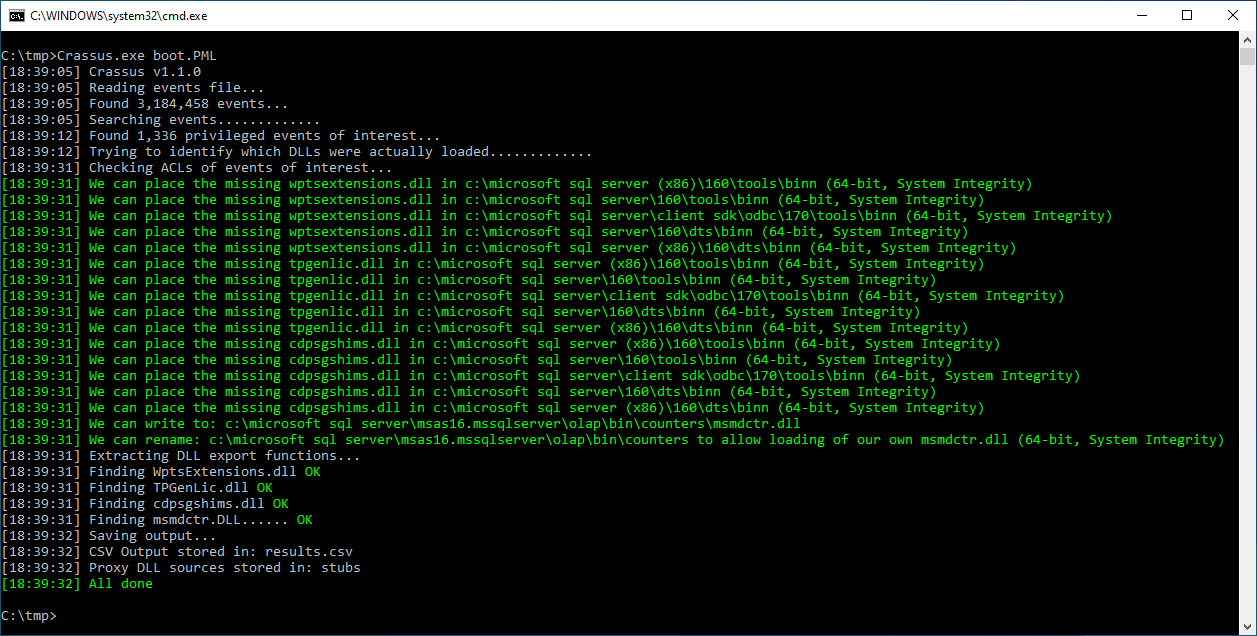 C:\WINDOWS\system32\cmd.exe
C:\tmp>Crassus.exe boot.PML
[18:39:05] Crassus v1.1.0
[18:39:05] Reading events file...
[18:39:05] Found 3,184,458 events...
[18:39:05] Searching events.............
[18:39:12] Found 1,336 privileged events of interest...
[18:39:12] Trying to identify which DLLs were actually loaded.............
[18:39:31] Checking ACLs of events of interest...
[18:39:31] We can place the missing wptsextensions.dll in c:\microsoft sql server (x86)\160\tools\binn (64-bit, System Integrity)
[18:39:31] We can place the missing wptsextensions.dll in c:\microsoft sql server\160\tools\binn (64-bit, System Integrity)
[18:39:31] We can place the missing wptsextensions.dll in c:\microsoft sql server\client sdk\odbc\170\tools\binn (64-bit, System Integrity)
[18:39:31] We can place the missing wptsextensions.dll in c:\microsoft sql server\160\dts\binn (64-bit, System Integrity)
[18:39:31] We can place the missing wptsextensions.dll in c:\microsoft sql server (x86)\160\dts\binn (64-bit, System Integrity)
[18:39:31] We can place the missing tpgenlic.dll in c:\microsoft sql server (x86)\160\tools\binn (64-bit, System Integrity)
[18:39:31] We can place the missing tpgenlic.dll in c:\microsoft sql server\160\tools\binn (64-bit, System Integrity)
[18:39:31] We can place the missing tpgenlic.dll in c:\microsoft sql server\client sdk\odbc\170\tools\binn (64-bit, System Integrity)
[18:39:31] We can place the missing tpgenlic.dll in c:\microsoft sql server\160\dts\binn (64-bit, System Integrity)
[18:39:31] We can place the missing tpgenlic.dll in c:\microsoft sql server (x86)\160\dts\binn (64-bit, System Integrity)
[18:39:31] We can place the missing cdpsgshims.dll in c:\microsoft sql server (x86)\160\tools\binn (64-bit, System Integrity)
[18:39:31] We can place the missing cdpsgshims.dll in c:\microsoft sql server\160\tools\binn (64-bit, System Integrity)
[18:39:31] We can place the missing cdpsgshims.dll in c:\microsoft sql server\client sdk\odbc\170\tools\binn (64-bit, System Integrity)
[18:39:31] We can place the missing cdpsgshims.dll in c:\microsoft sql server\160\dts\binn (64-bit, System Integrity)
[18:39:31] We can place the missing cdpsgshims.dll in c:\microsoft sql server (x86)\160\dts\binn (64-bit, System Integrity)
[18:39:31] We can write to: c:\microsoft sql server\msas16.mssqlserver\olap\bin\counters\msmdctr.dll
[18:39:31] We can rename: c:\microsoft sql server\msas16.mssqlserver\olap\bin\counters to allow loading of our own msmdctr.dll (64-bit, System Integrity)
[18:39:31] Extracting DLL export functions...
[18:39:31] Finding WptsExtensions.dll OK
[18:39:31] Finding TPGenLic.dll OK
[18:39:31] Finding cdpsgshims.dll OK
[18:39:31] Finding msmdctr.DLL...... OK
[18:39:32] Saving output...
[18:39:32] CSV Output stored in: results.csv
[18:39:32] Proxy DLL sources stored in: stubs
[18:39:32] All done
C:\tmp>